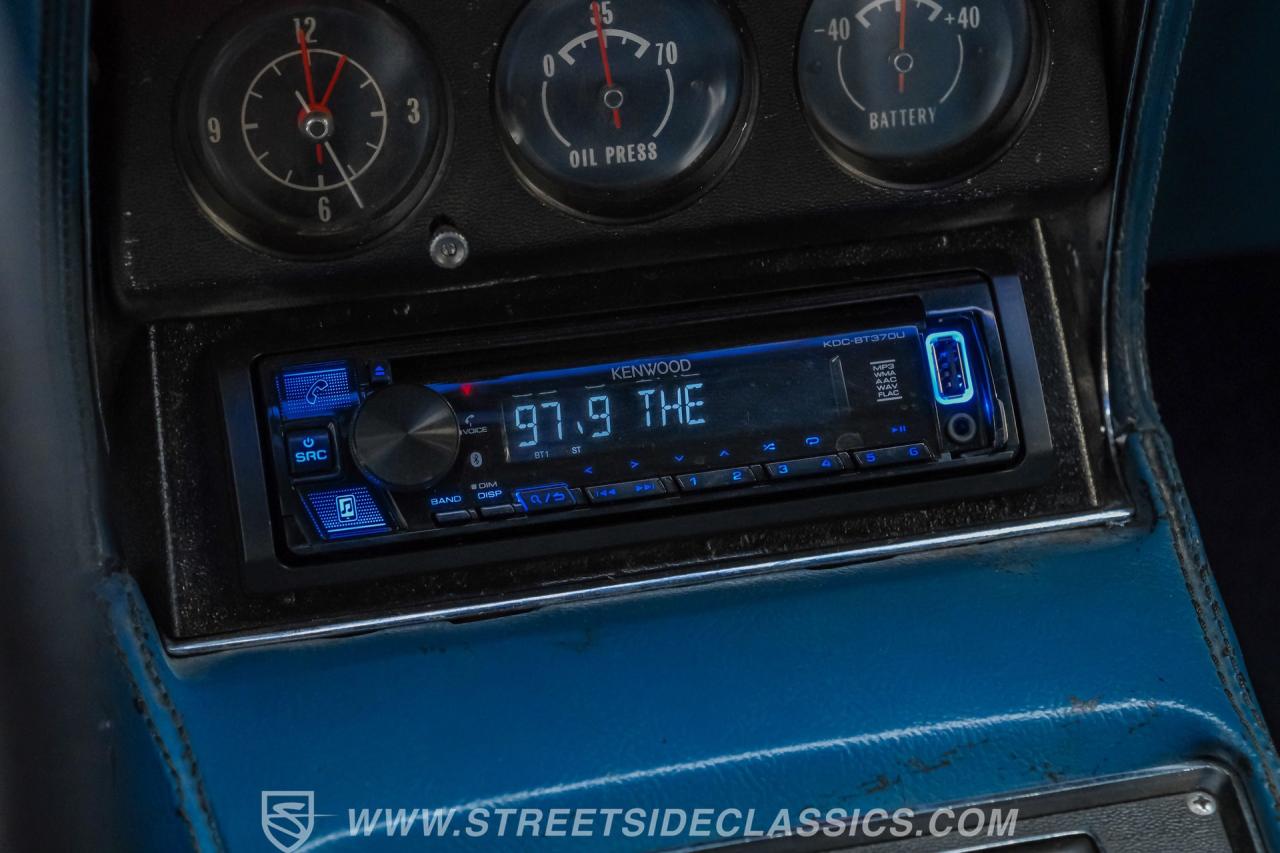 12
3
6
9
0 35 70
OIL PRESS
-40 +40
BATTERY
KENWOOD
KDC-BT370U
MP3
WMA
AAC
WAV
FLAC
97.9 THE
VOICE
BT1 ST
SRC
BAND
DIM
DISP
1 2 3 4 5 6
WWW.STREETSIDECLASSICS.COM